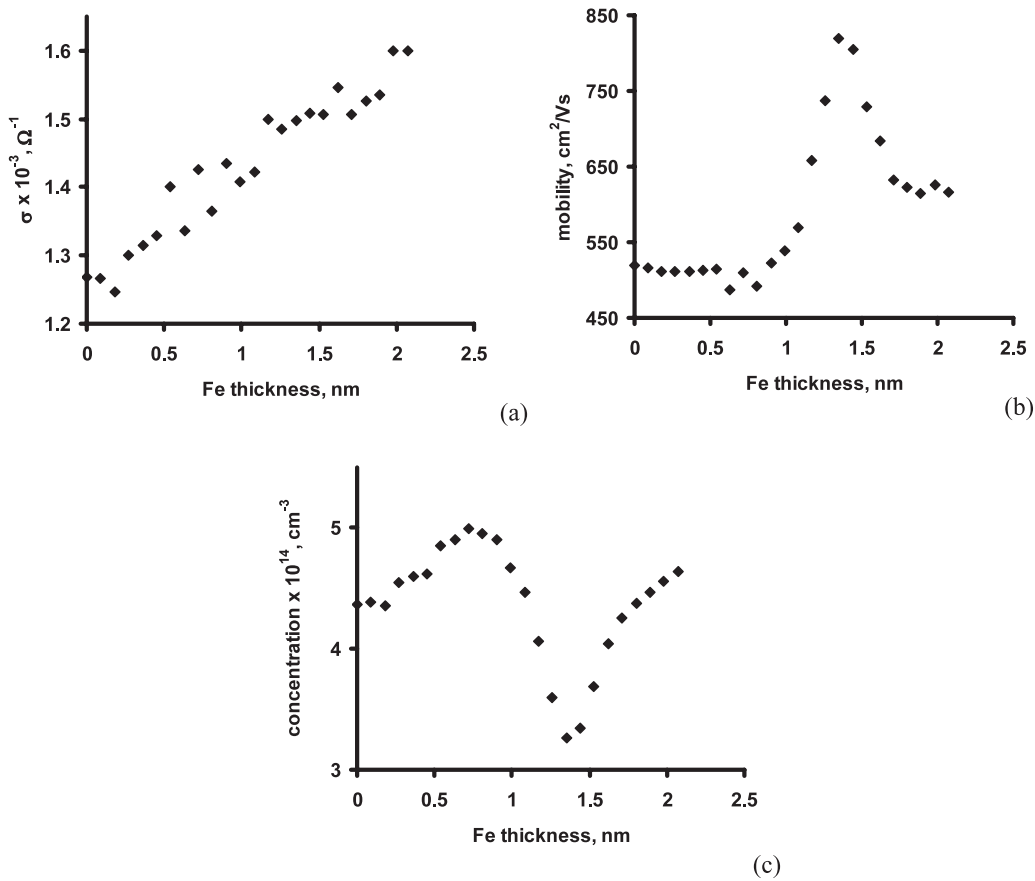 σ x 10⁻³, Ω⁻¹
1.6
1.5
1.4
1.3
1.2
0 0.5 1 1.5 2 2.5
Fe thickness, nm
(a)
mobility, cm²/Vs
850
750
650
550
450
0 0.5 1 1.5 2 2.5
Fe thickness, nm
(b)
concentration x 10¹⁴, cm⁻³
5
4
3
0 0.5 1 1.5 2 2.5
Fe thickness, nm
(c)